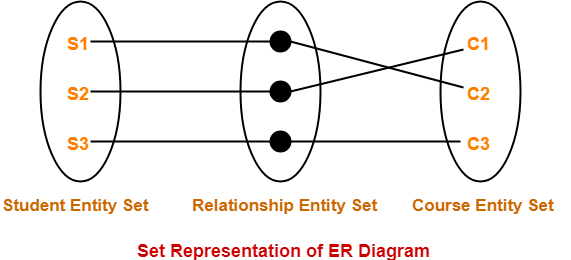 S1 C1
S2 C2
S3 C3
Student Entity Set Relationship Entity Set Course Entity Set
Set Representation of ER Diagram